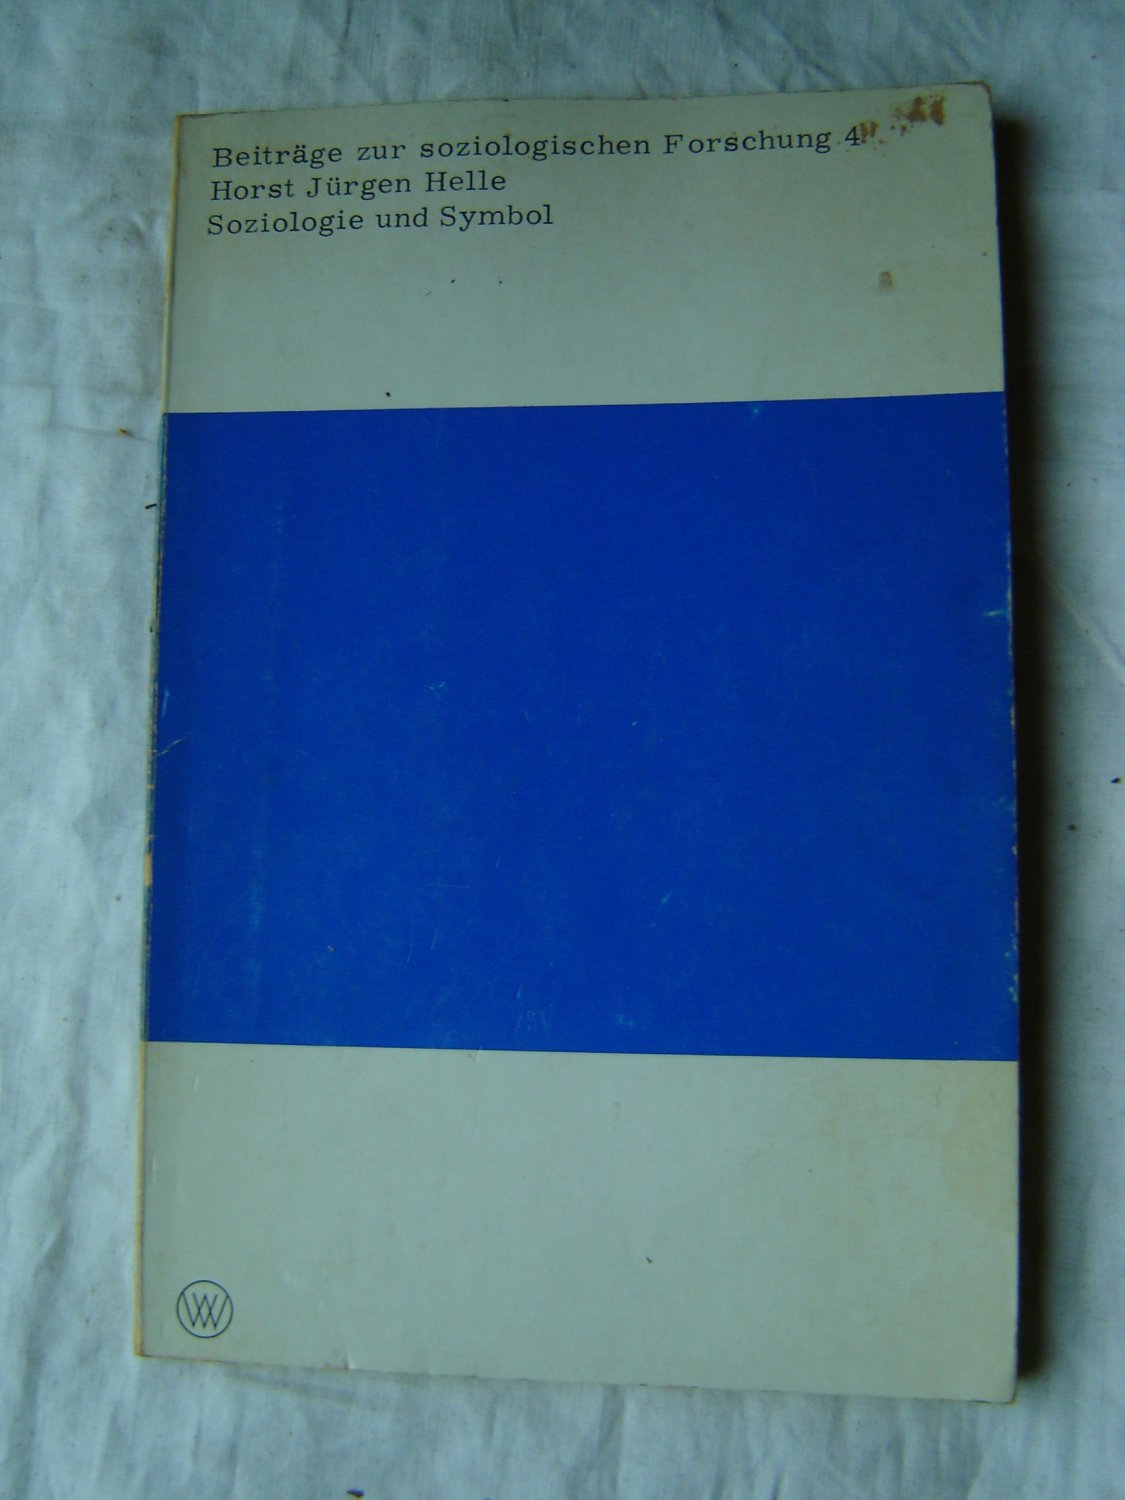 Beiträge zur soziologischen Forschung 4
Horst Jürgen Helle
Soziologie und Symbol